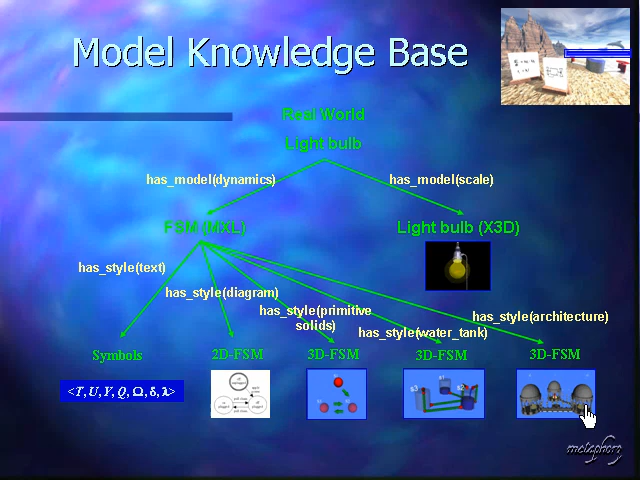 Model Knowledge Base
Real World
Light bulb
has_model(dynamics)
has_model(scale)
FSM (MXL)
Light bulb (X3D)
has_style(text)
has_style(diagram)
has_style(primitive
solids)
has_style(water_tank)
has_style(architecture)
Symbols
2D-FSM
3D-FSM
3D-FSM
3D-FSM
<T, U, Y, Q, Ω, δ, λ>